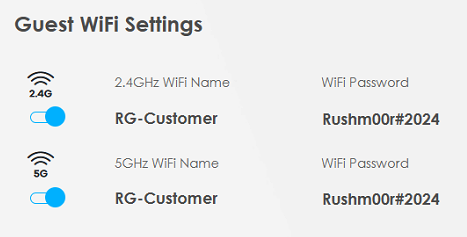 Guest WiFi Settings
2.4G
2.4GHz WiFi Name WiFi Password
RG-Customer Rushm00r#2024
5G
5GHz WiFi Name WiFi Password
RG-Customer Rushm00r#2024